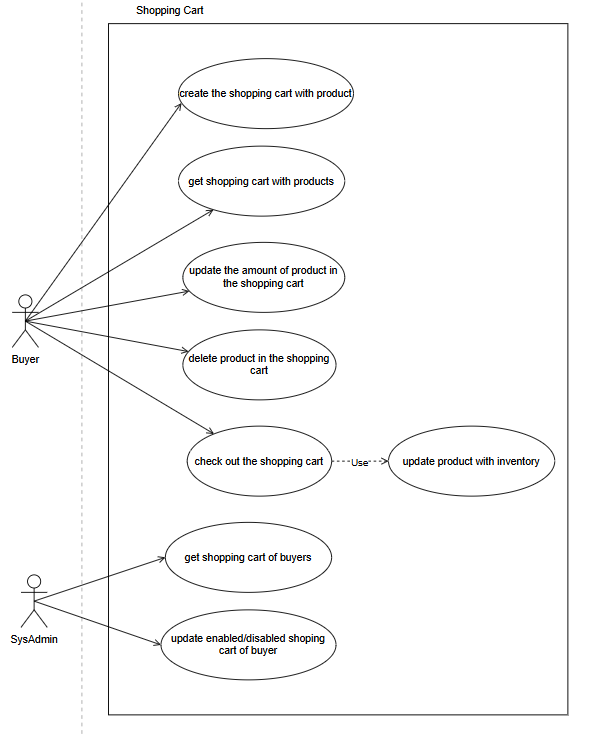 Shopping Cart
create the shopping cart with product
get shopping cart with products
update the amount of product in
the shopping cart
Buyer
delete product in the shopping
cart
check out the shopping cart
Use
update product with inventory
get shopping cart of buyers
SysAdmin
update enabled/disabled shoping
cart of buyer